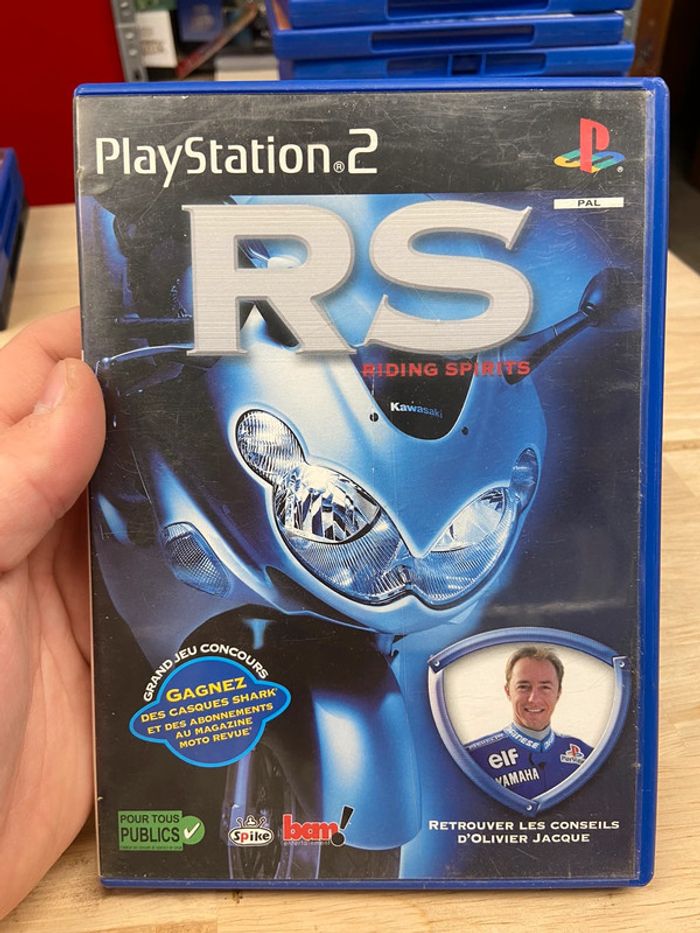 PlayStation®2
PAL
RS
RIDING SPIRITS
Kawasaki
GRAND JEU CONCOURS
GAGNEZ
DES CASQUES SHARK*
ET DES ABONNEMENTS
AU MAGAZINE
MOTO REVUE*
elf
YAMAHA
POUR TOUS
PUBLICS
Spike
bam!
entertainment
RETROUVER LES CONSEILS
D'OLIVIER JACQUE